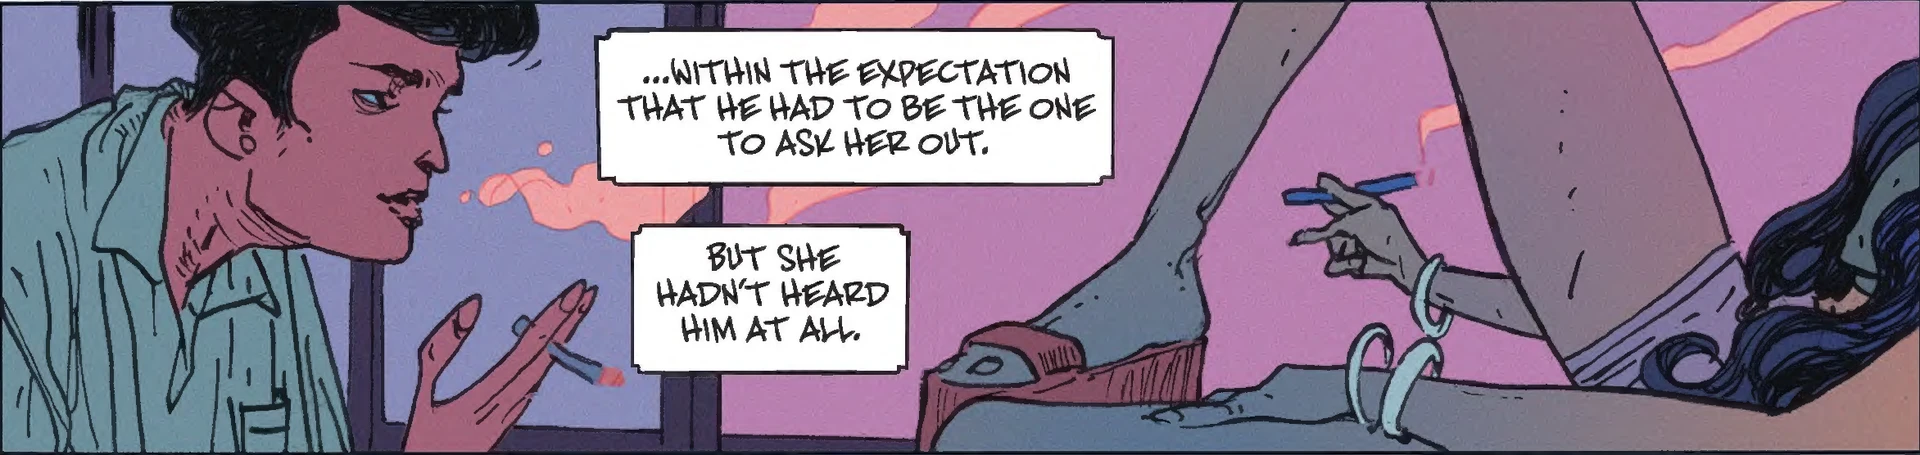 ...WITHIN THE EXPECTATION
THAT HE HAD TO BE THE ONE
TO ASK HER OUT.
BUT SHE
HADN'T HEARD
HIM AT ALL.